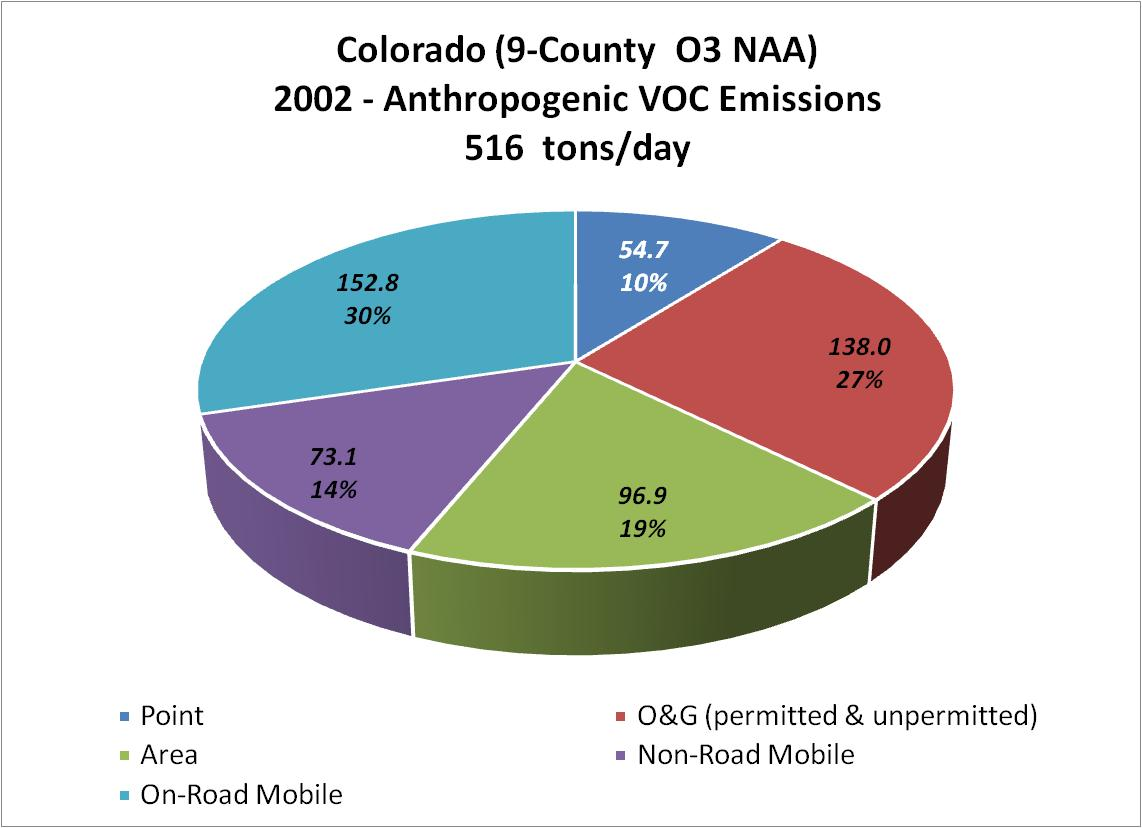 Colorado (9-County O3 NAA)
2002 - Anthropogenic VOC Emissions
516 tons/day
54.7
10%
138.0
27%
96.9
19%
73.1
14%
152.8
30%
Point
O&G (permitted & unpermitted)
Area
Non-Road Mobile
On-Road Mobile